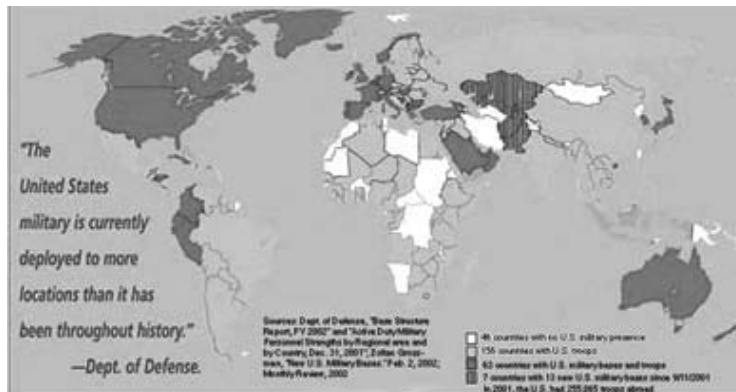 "The
United States
military is currently
deployed to more
locations than it has
been throughout history."
—Dept. of Defense.
Sources: Dept. of Defense, "Base Structure
Report, FY 2002" and "Active Duty Military
Personnel Strengths by Regional area and
by Country, Dec. 31, 2001"; Zoltan Gross-
man, "New U.S. Military Bases." Feb. 2, 2002;
Monthly Review, 2002
46 countries with no U.S. military presence
156 countries with U.S. troops
63 countries with U.S. military bases and troops
7 countries with 13 new U.S. military bases since 9/11/2001
In 2001, the U.S. had 255,065 troops abroad.